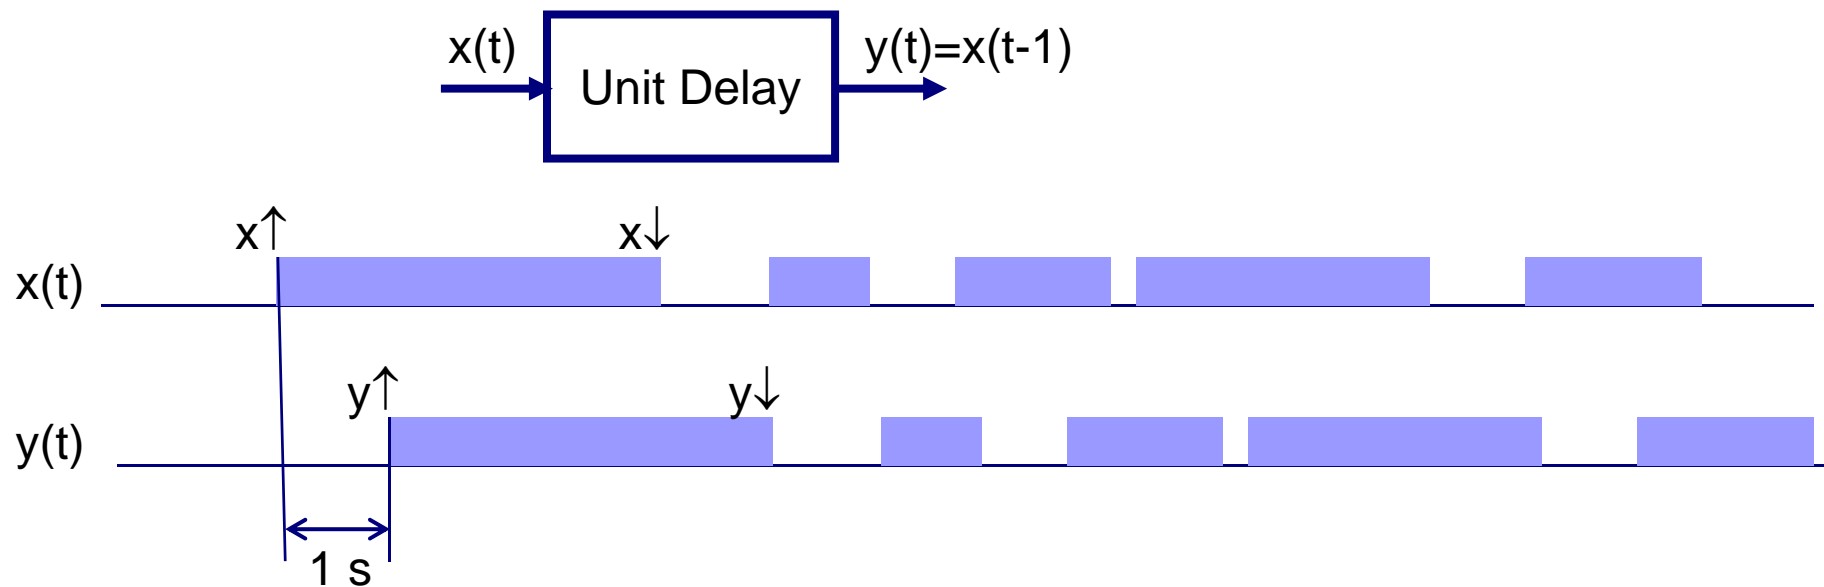 x(t)
Unit Delay
y(t)=x(t-1)
x↑
x↓
x(t)
y↑
y↓
y(t)
1 s